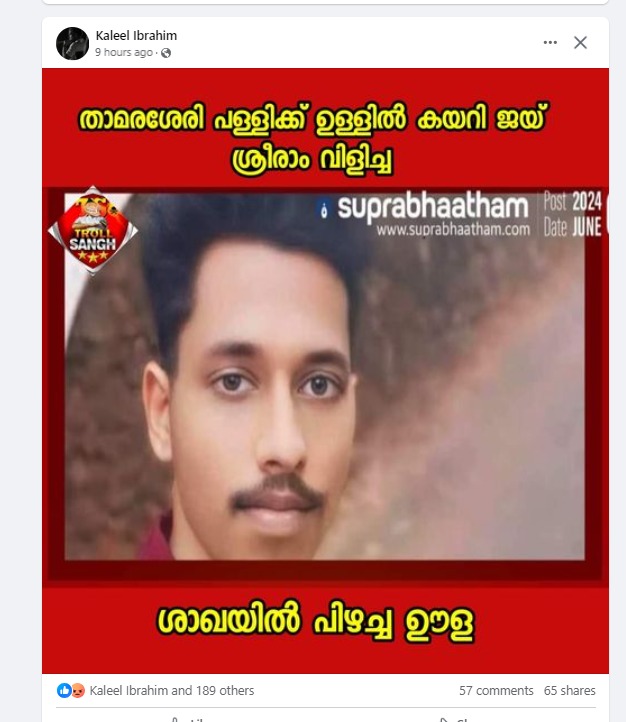 Kaleel Ibrahim
9 hours ago ·
താമരശേരി പള്ളിക്ക് ഉള്ളിൽ കയറി ജയ്
ശ്രീരാം വിളിച്ച
TROLL
SANGH
suprabhaatham
www.suprabhaatham.com
Post 2024
Date JUNE
ശാഖയിൽ പിഴച്ച ഊള
Kaleel Ibrahim and 189 others
57 comments 65 shares